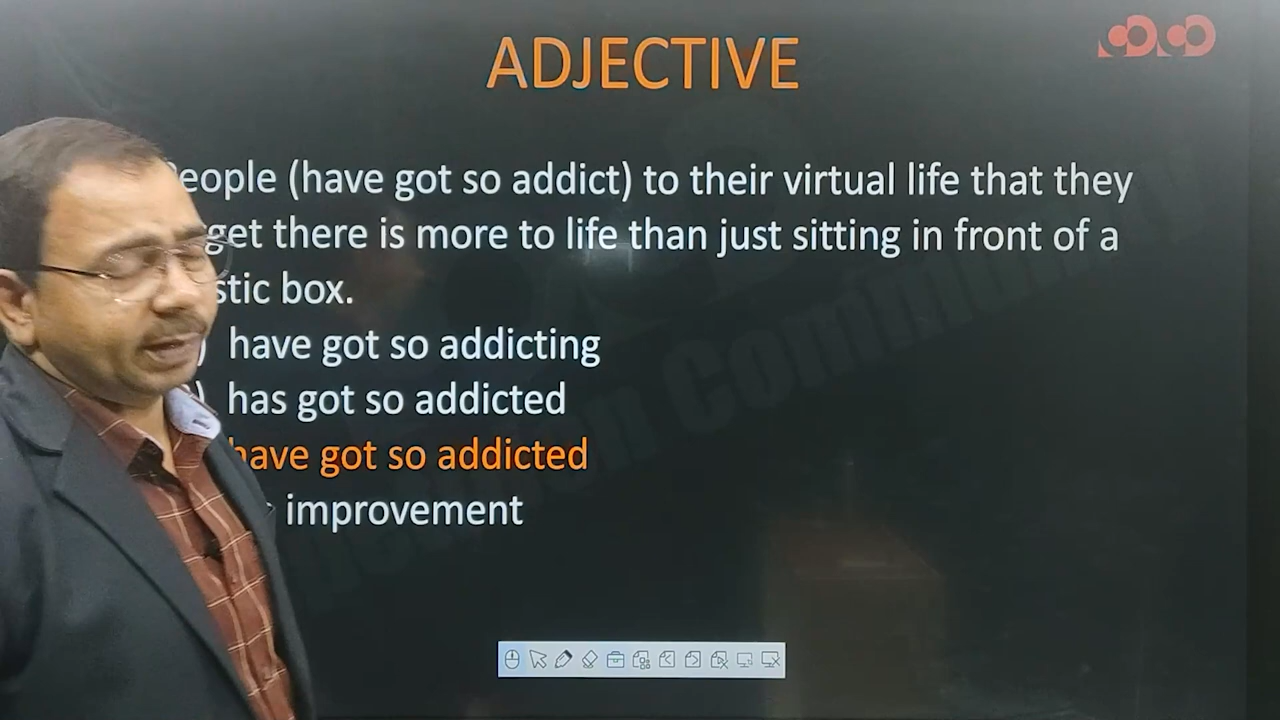 ADJECTIVE
People (have got so addict) to their virtual life that they
get there is more to life than just sitting in front of a
stic box.
) have got so addicting
) has got so addicted
have got so addicted
improvement